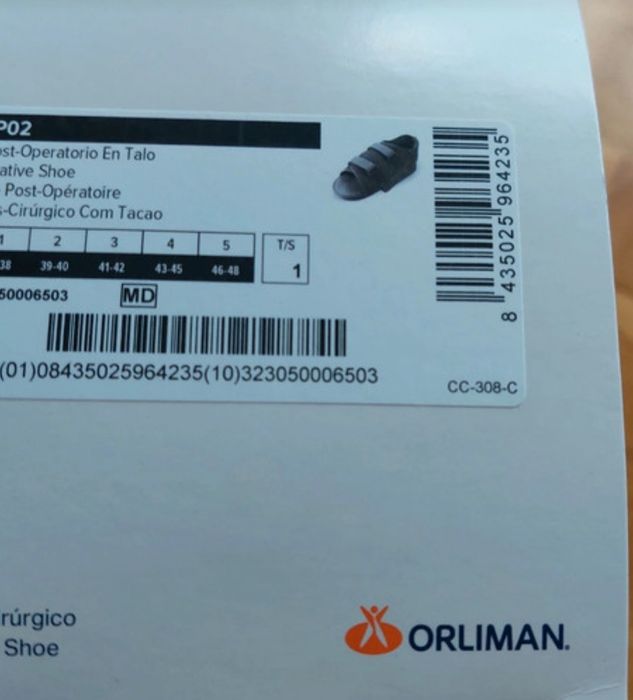 P02
st-Operatorio En Talo
ative Shoe
Post-Opératoire
s-Cirúrgico Com Tacao
1 2 3 4 5 T/S
38 39-40 41-42 43-45 46-48 1
50006503 MD
(01)08435025964235(10)323050006503
8 435025 964235
CC-308-C
rúrgico
Shoe
ORLIMAN.